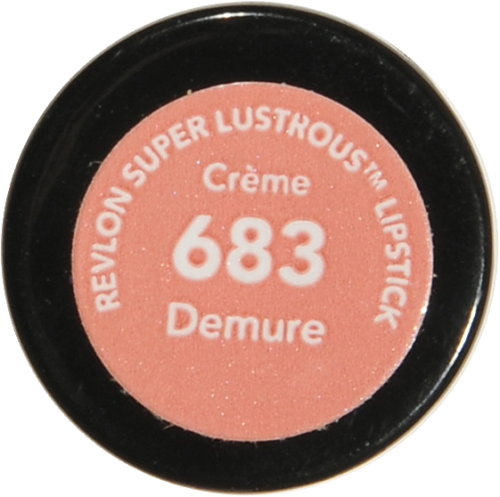 REVLON SUPER LUSTROUS™ LIPSTICK
Crème
683
Demure